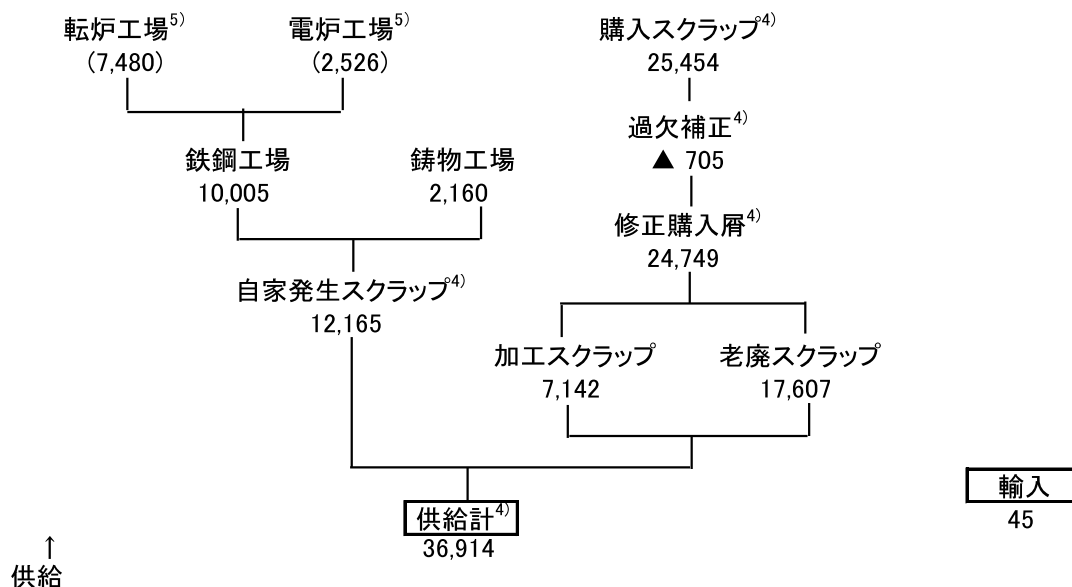 転炉工場5)
(7,480)
電炉工場5)
(2,526)
購入スクラップ4)
25,454
過欠補正4)
▲ 705
鉄鋼工場
10,005
鋳物工場
2,160
修正購入屑4)
24,749
自家発生スクラップ4)
12,165
加工スクラップ
7,142
老廃スクラップ
17,607
供給計4)
36,914
輸入
45
↑
供給